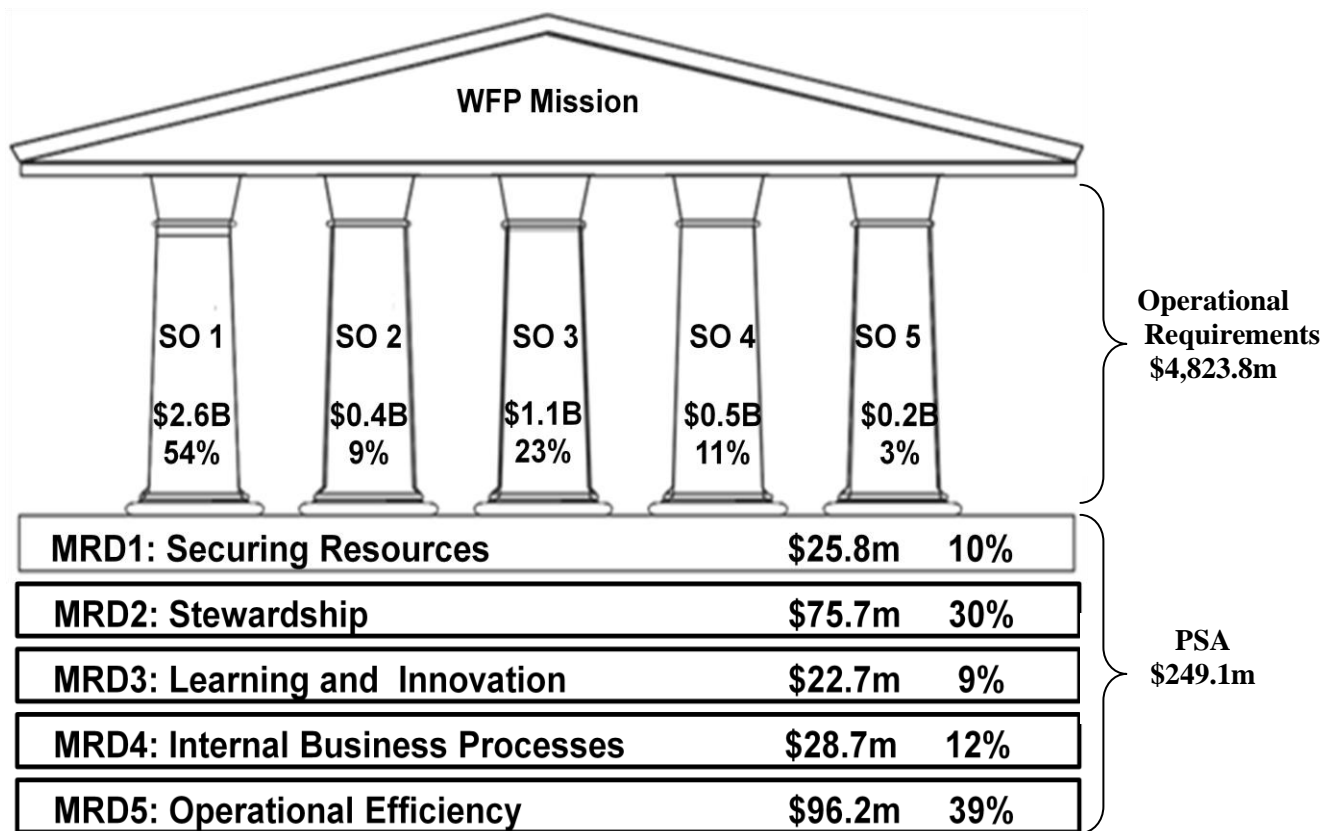 WFP Mission
SO 1 SO 2 SO 3 SO 4 SO 5
$2.6B $0.4B $1.1B $0.5B $0.2B
54% 9% 23% 11% 3%
Operational
Requirements
$4,823.8m
MRD1: Securing Resources $25.8m 10%
MRD2: Stewardship $75.7m 30%
MRD3: Learning and Innovation $22.7m 9%
MRD4: Internal Business Processes $28.7m 12%
MRD5: Operational Efficiency $96.2m 39%
PSA
$249.1m